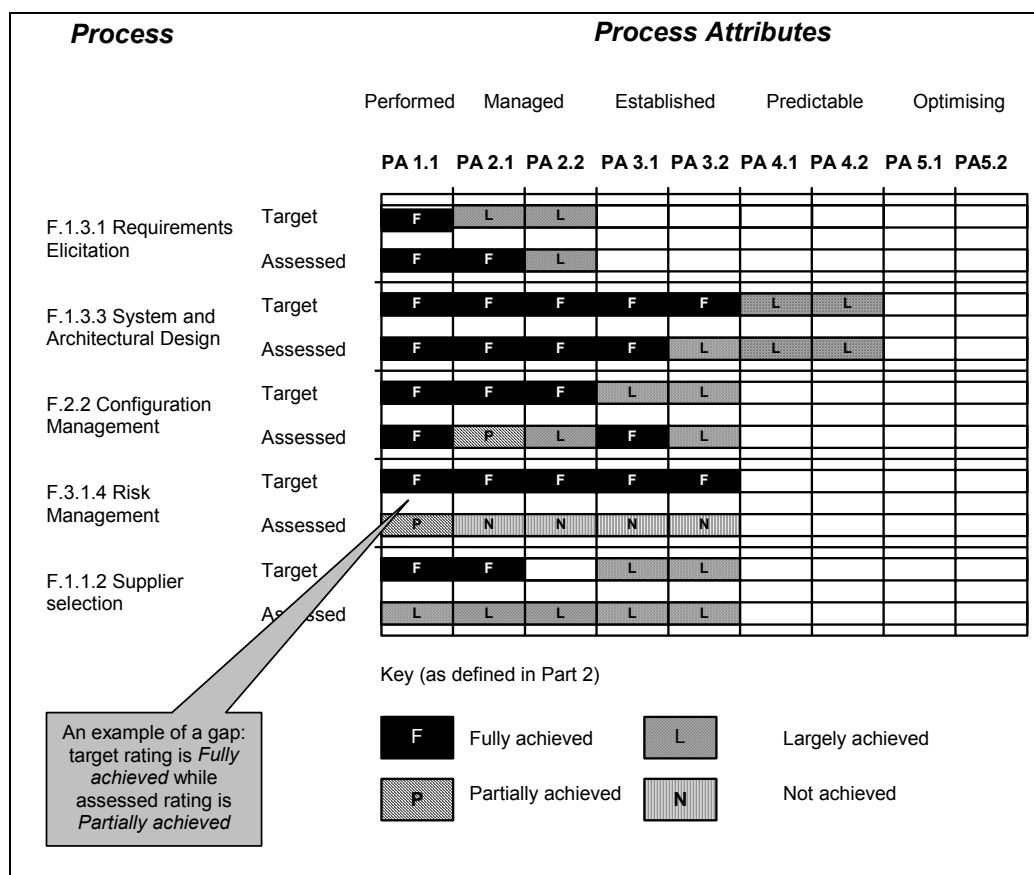 Process
Process Attributes
Performed Managed Established Predictable Optimising
PA 1.1 PA 2.1 PA 2.2 PA 3.1 PA 3.2 PA 4.1 PA 4.2 PA 5.1 PA5.2
F.1.3.1 Requirements
Elicitation
Target F L L
Assessed F F L
F.1.3.3 System and
Architectural Design
Target F F F F F L L
Assessed F F F F L L L
F.2.2 Configuration
Management
Target F F F L L
Assessed F P L F L
F.3.1.4 Risk
Management
Target F F F F F
Assessed P N N N N
F.1.1.2 Supplier
selection
Target F F L L
Assessed L L L L L
Key (as defined in Part 2)
F Fully achieved L Largely achieved
P Partially achieved N Not achieved
An example of a gap:
target rating is Fully
achieved while
assessed rating is
Partially achieved